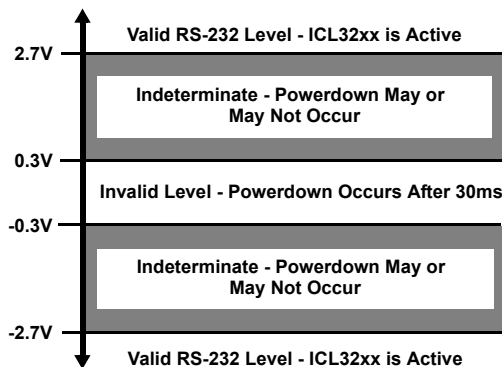 Valid RS-232 Level - ICL32xx is Active
2.7V
Indeterminate - Powerdown May or
May Not Occur
0.3V
Invalid Level - Powerdown Occurs After 30ms
-0.3V
Indeterminate - Powerdown May or
May Not Occur
-2.7V
Valid RS-232 Level - ICL32xx is Active